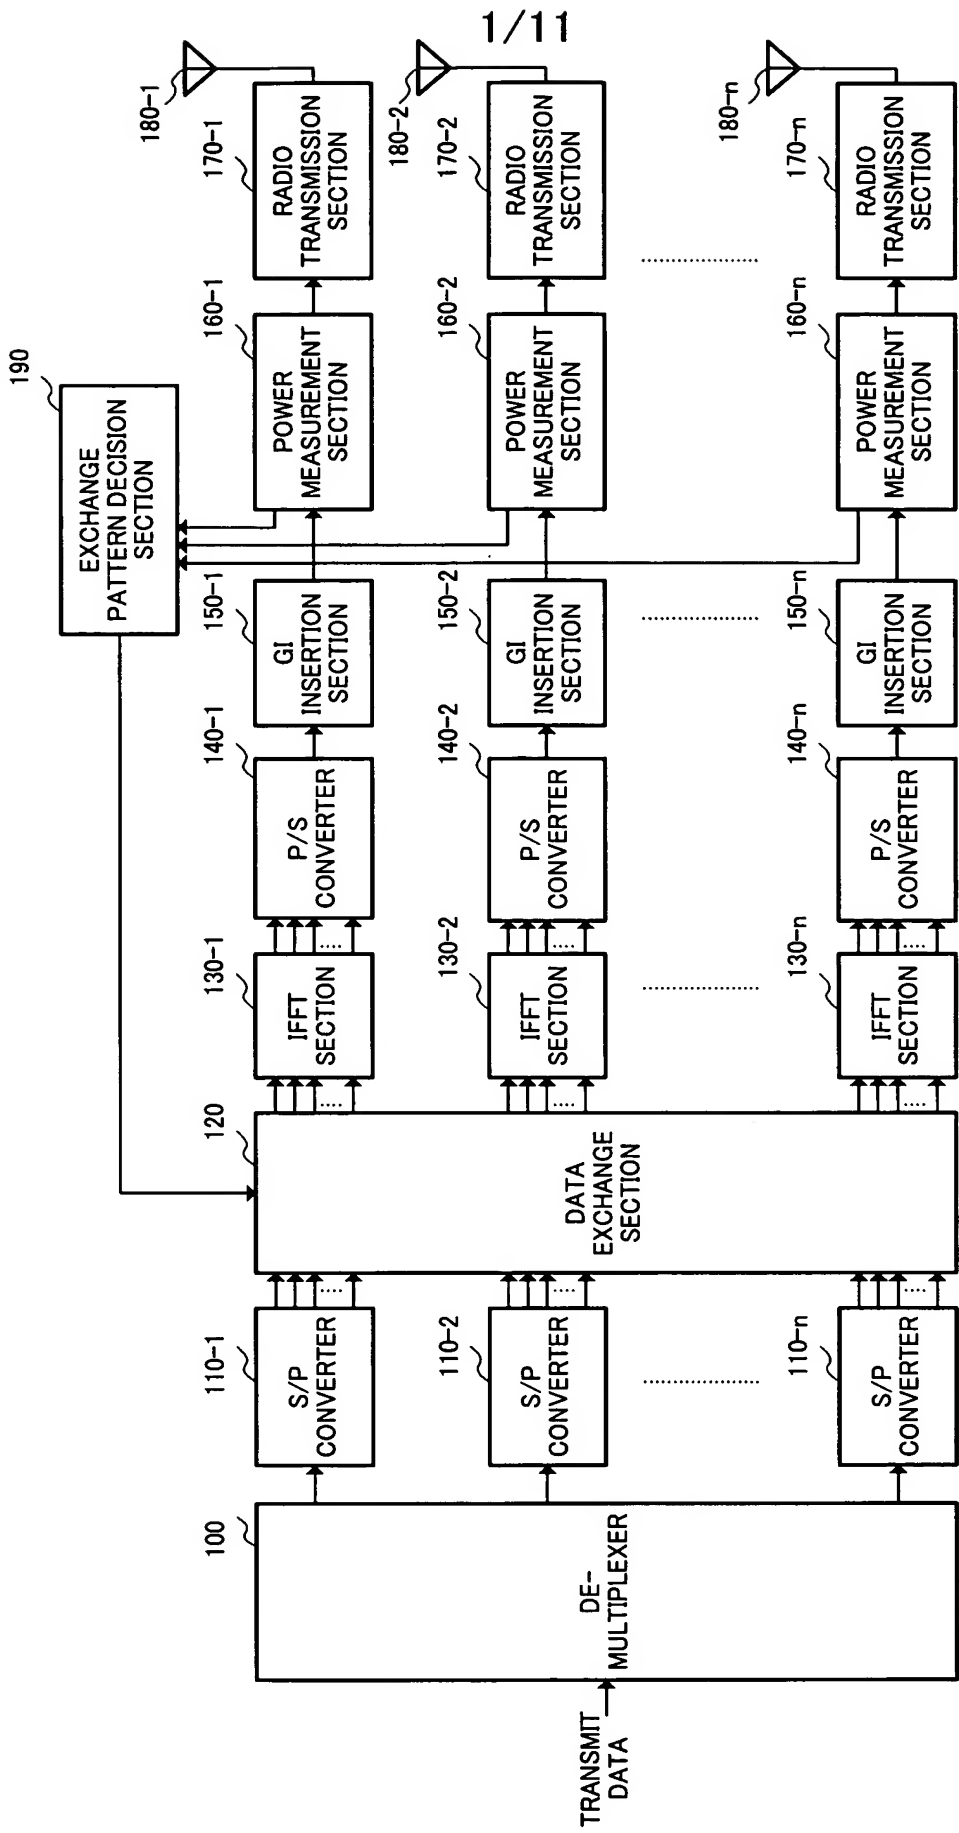 1/11
190
EXCHANGE
PATTERN DECISION
SECTION
100
DE-
MULTIPLEXER
TRANSMIT
DATA
120
DATA
EXCHANGE
SECTION
110-1
S/P
CONVERTER
130-1
IFFT
SECTION
140-1
P/S
CONVERTER
150-1
GI
INSERTION
SECTION
160-1
POWER
MEASUREMENT
SECTION
170-1
RADIO
TRANSMISSION
SECTION
180-1
110-2
S/P
CONVERTER
130-2
IFFT
SECTION
140-2
P/S
CONVERTER
150-2
GI
INSERTION
SECTION
160-2
POWER
MEASUREMENT
SECTION
170-2
RADIO
TRANSMISSION
SECTION
180-2
110-n
S/P
CONVERTER
130-n
IFFT
SECTION
140-n
P/S
CONVERTER
150-n
GI
INSERTION
SECTION
160-n
POWER
MEASUREMENT
SECTION
170-n
RADIO
TRANSMISSION
SECTION
180-n